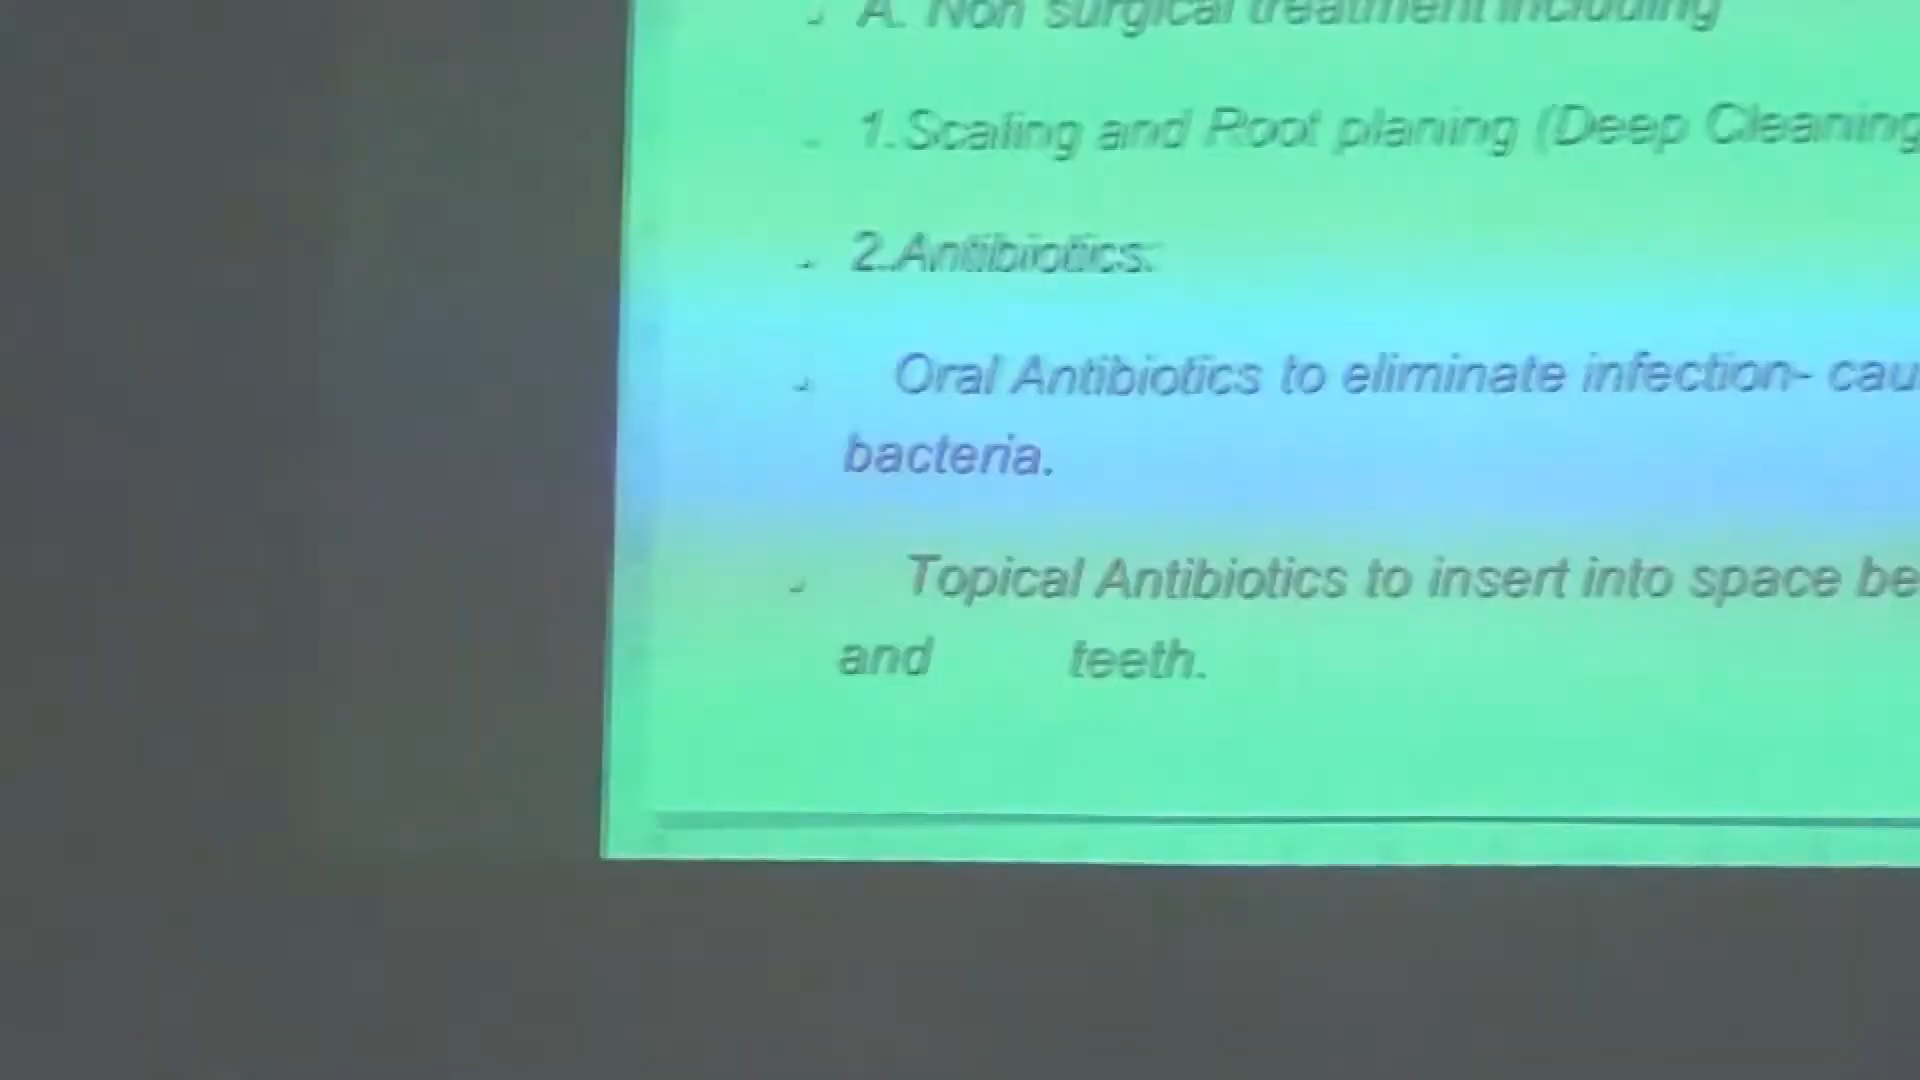 A. Non surgical treatment including
1.Scaling and Root planing (Deep Cleaning
2.Antibiotics:
Oral Antibiotics to eliminate infection- cau
bacteria.
Topical Antibiotics to insert into space be
and teeth.